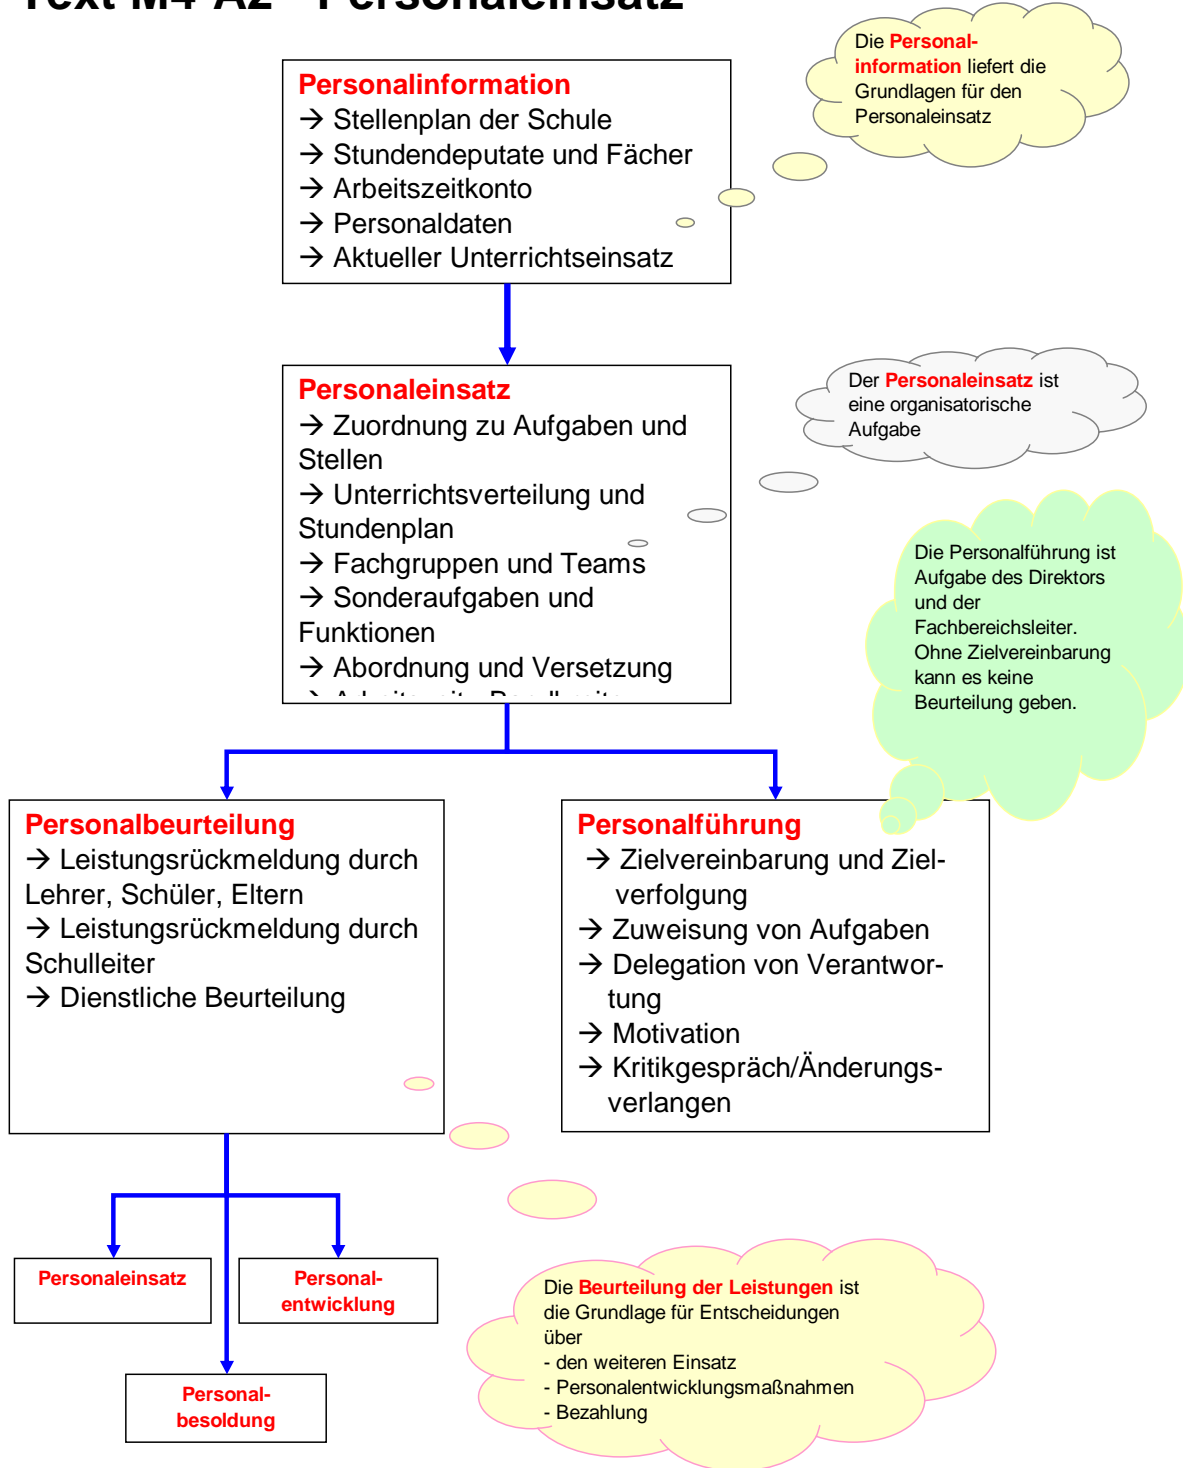 Text M4-A2 Personaleinsatz
Die Personal-
information liefert die
Grundlagen für den
Personaleinsatz
Personalinformation
→ Stellenplan der Schule
→ Stundendeputate und Fächer
→ Arbeitszeitkonto
→ Personaldaten
→ Aktueller Unterrichtseinsatz
Personaleinsatz
→ Zuordnung zu Aufgaben und
Stellen
→ Unterrichtsverteilung und
Stundenplan
→ Fachgruppen und Teams
→ Sonderaufgaben und
Funktionen
→ Abordnung und Versetzung
Der Personaleinsatz ist
eine organisatorische
Aufgabe
Die Personalführung ist
Aufgabe des Direktors
und der
Fachbereichsleiter.
Ohne Zielvereinbarung
kann es keine
Beurteilung geben.
Personalbeurteilung
→ Leistungsrückmeldung durch
Lehrer, Schüler, Eltern
→ Leistungsrückmeldung durch
Schulleiter
→ Dienstliche Beurteilung
Personalführung
→ Zielvereinbarung und Ziel-
verfolgung
→ Zuweisung von Aufgaben
→ Delegation von Verantwor-
tung
→ Motivation
→ Kritikgespräch/Änderungs-
verlangen
Personaleinsatz
Personal-
entwicklung
Personal-
besoldung
Die Beurteilung der Leistungen ist
die Grundlage für Entscheidungen
über
- den weiteren Einsatz
- Personalentwicklungsmaßnahmen
- Bezahlung